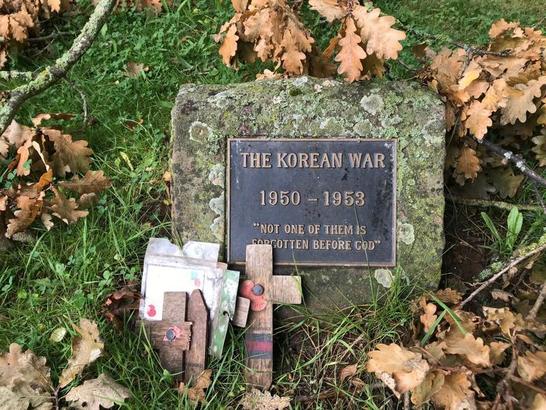 THE KOREAN WAR
1950 – 1953
"NOT ONE OF THEM IS
FORGOTTEN BEFORE GOD"